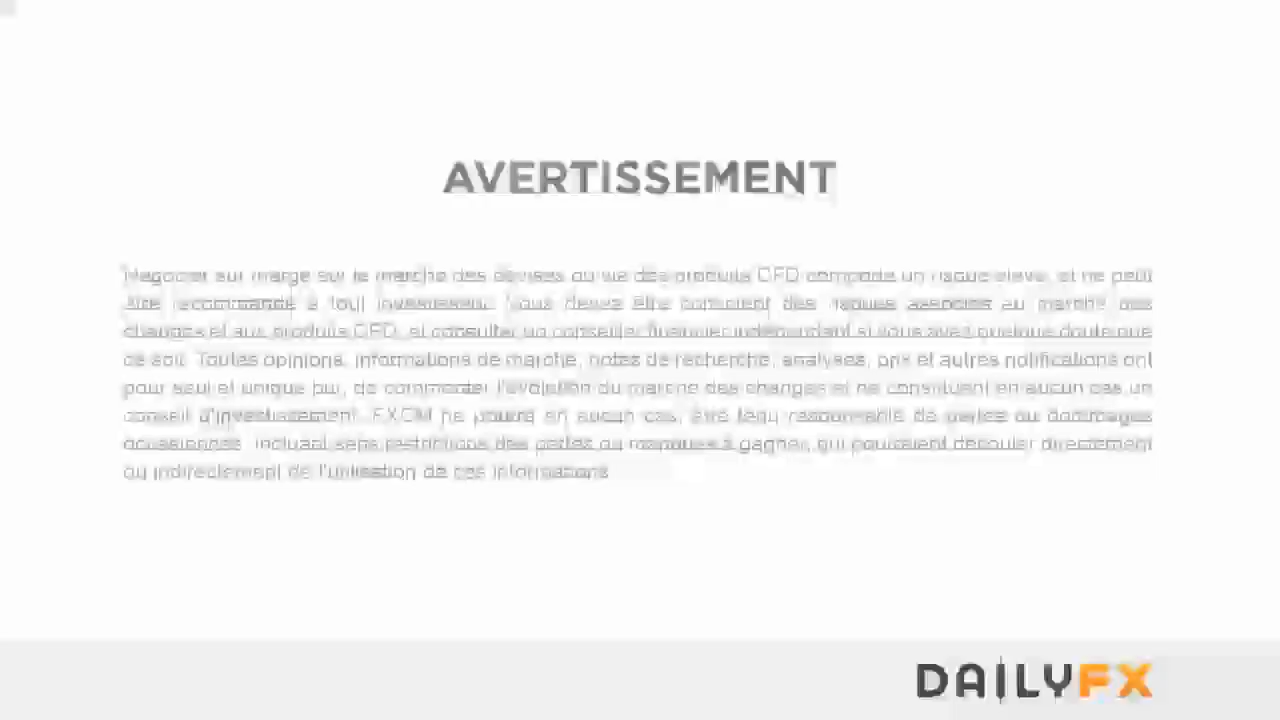 AVERTISSEMENT
Négocier sur marge sur le marché des devises ou via des produits CFD comporte un risque élevé, et ne peut
être recommandé à tout investisseur. Vous devez être conscient des risques associés au marché des
changes et aux produits CFD, et consulter un conseiller financier indépendant si vous avez quelque doute que
ce soit. Toutes opinions, informations de marché, notes de recherche, analyses, prix et autres notifications ont
pour seul et unique but, de commenter l'évolution du marché des changes et ne constituent en aucun cas un
conseil d'investissement. FXCM ne pourra en aucun cas, être tenu responsable de pertes ou dommages
occasionnés, incluant sans restrictions des pertes ou manques à gagner, qui pourraient découler directement
ou indirectement de l'utilisation de ces informations
DAILYFX